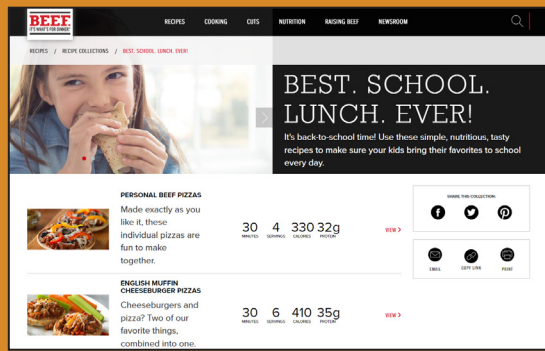 BEEF.
IT'S WHAT'S FOR DINNER.
RECIPES COOKING CUTS NUTRITION RAISING BEEF NEWSROOM
RECIPES / RECIPE COLLECTIONS / BEST. SCHOOL. LUNCH. EVER!
BEST. SCHOOL.
LUNCH. EVER!
It's back-to-school time! Use these simple, nutritious, tasty
recipes to make sure your kids bring their favorites to school
every day.
PERSONAL BEEF PIZZAS
Made exactly as you
like it, these
individual pizzas are
fun to make
together.
30 4 330 32g
MINUTES SERVINGS CALORIES PROTEIN
VIEW >
ENGLISH MUFFIN
CHEESEBURGER PIZZAS
Cheeseburgers and
pizza? Two of our
favorite things,
combined into one.
30 6 410 35g
MINUTES SERVINGS CALORIES PROTEIN
VIEW >
SHARE THIS COLLECTION:
EMAIL COPY LINK PRINT